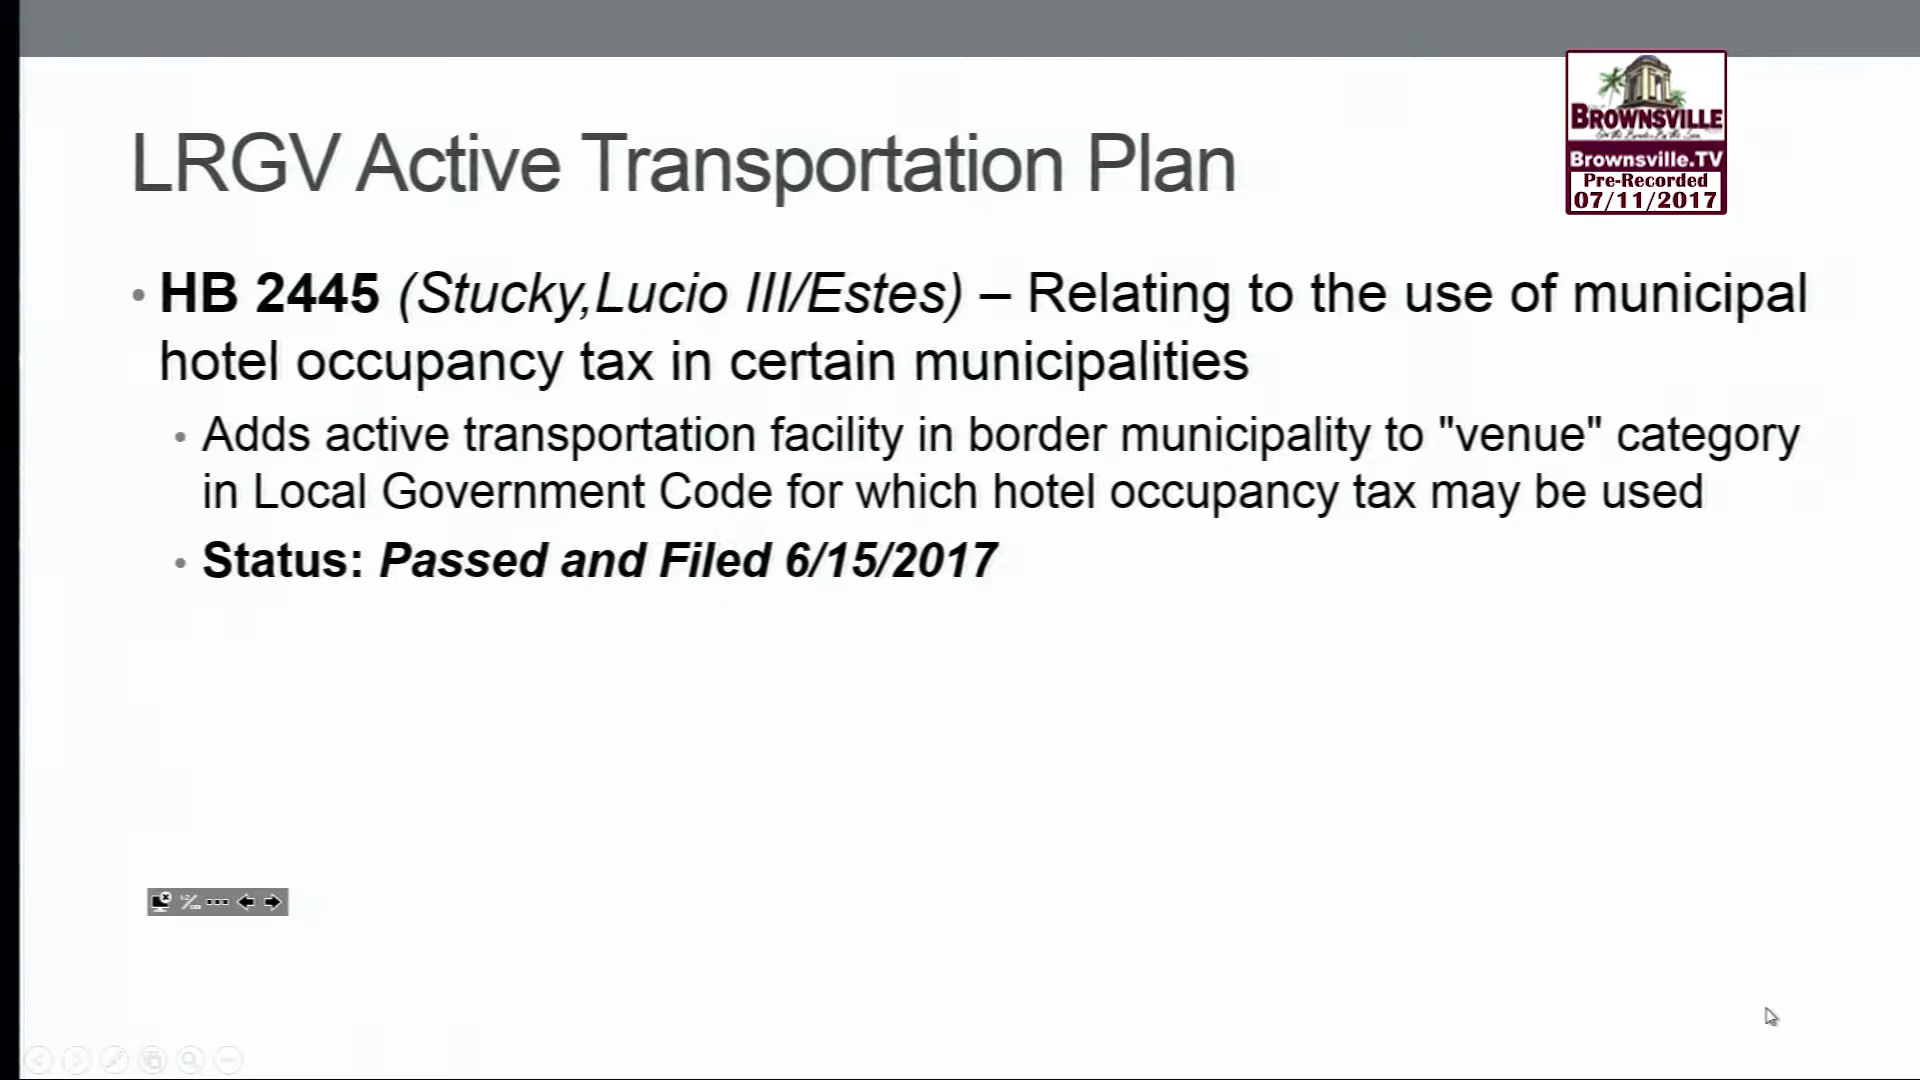 LRGV Active Transportation Plan
BROWNSVILLE
Brownsville.TV
Pre-Recorded
07/11/2017
• HB 2445 (Stucky,Lucio III/Estes) – Relating to the use of municipal
hotel occupancy tax in certain municipalities
• Adds active transportation facility in border municipality to "venue" category
in Local Government Code for which hotel occupancy tax may be used
• Status: Passed and Filed 6/15/2017